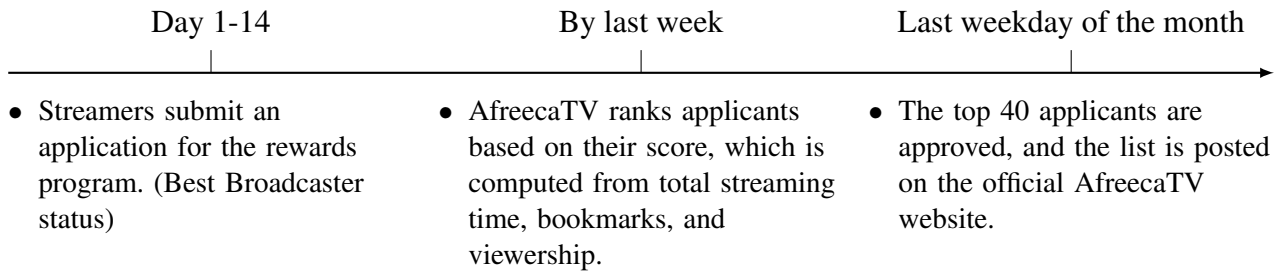 Day 1-14
By last week
Last weekday of the month
• Streamers submit an
application for the rewards
program. (Best Broadcaster
status)
• AfreecaTV ranks applicants
based on their score, which is
computed from total streaming
time, bookmarks, and
viewership.
• The top 40 applicants are
approved, and the list is posted
on the official AfreecaTV
website.